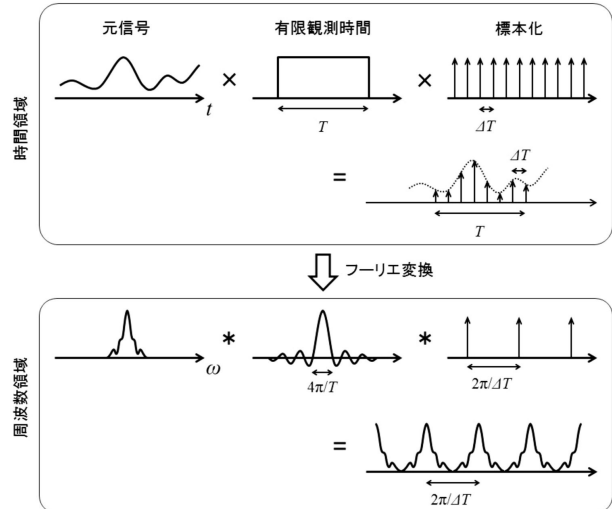 時間領域
元信号
有限観測時間
標本化
t
×
×
T
ΔT
=
ΔT
T
フーリエ変換
周波数領域
ω
*
*
4π/T
2π/ΔT
=
2π/ΔT